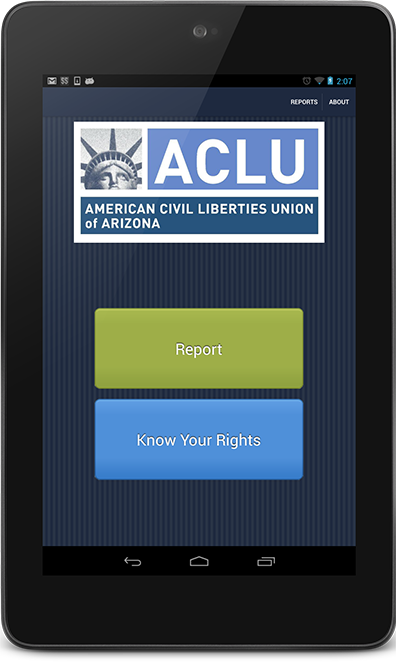 2:07
REPORTS
ABOUT
ACLU
AMERICAN CIVIL LIBERTIES UNION
of ARIZONA
Report
Know Your Rights